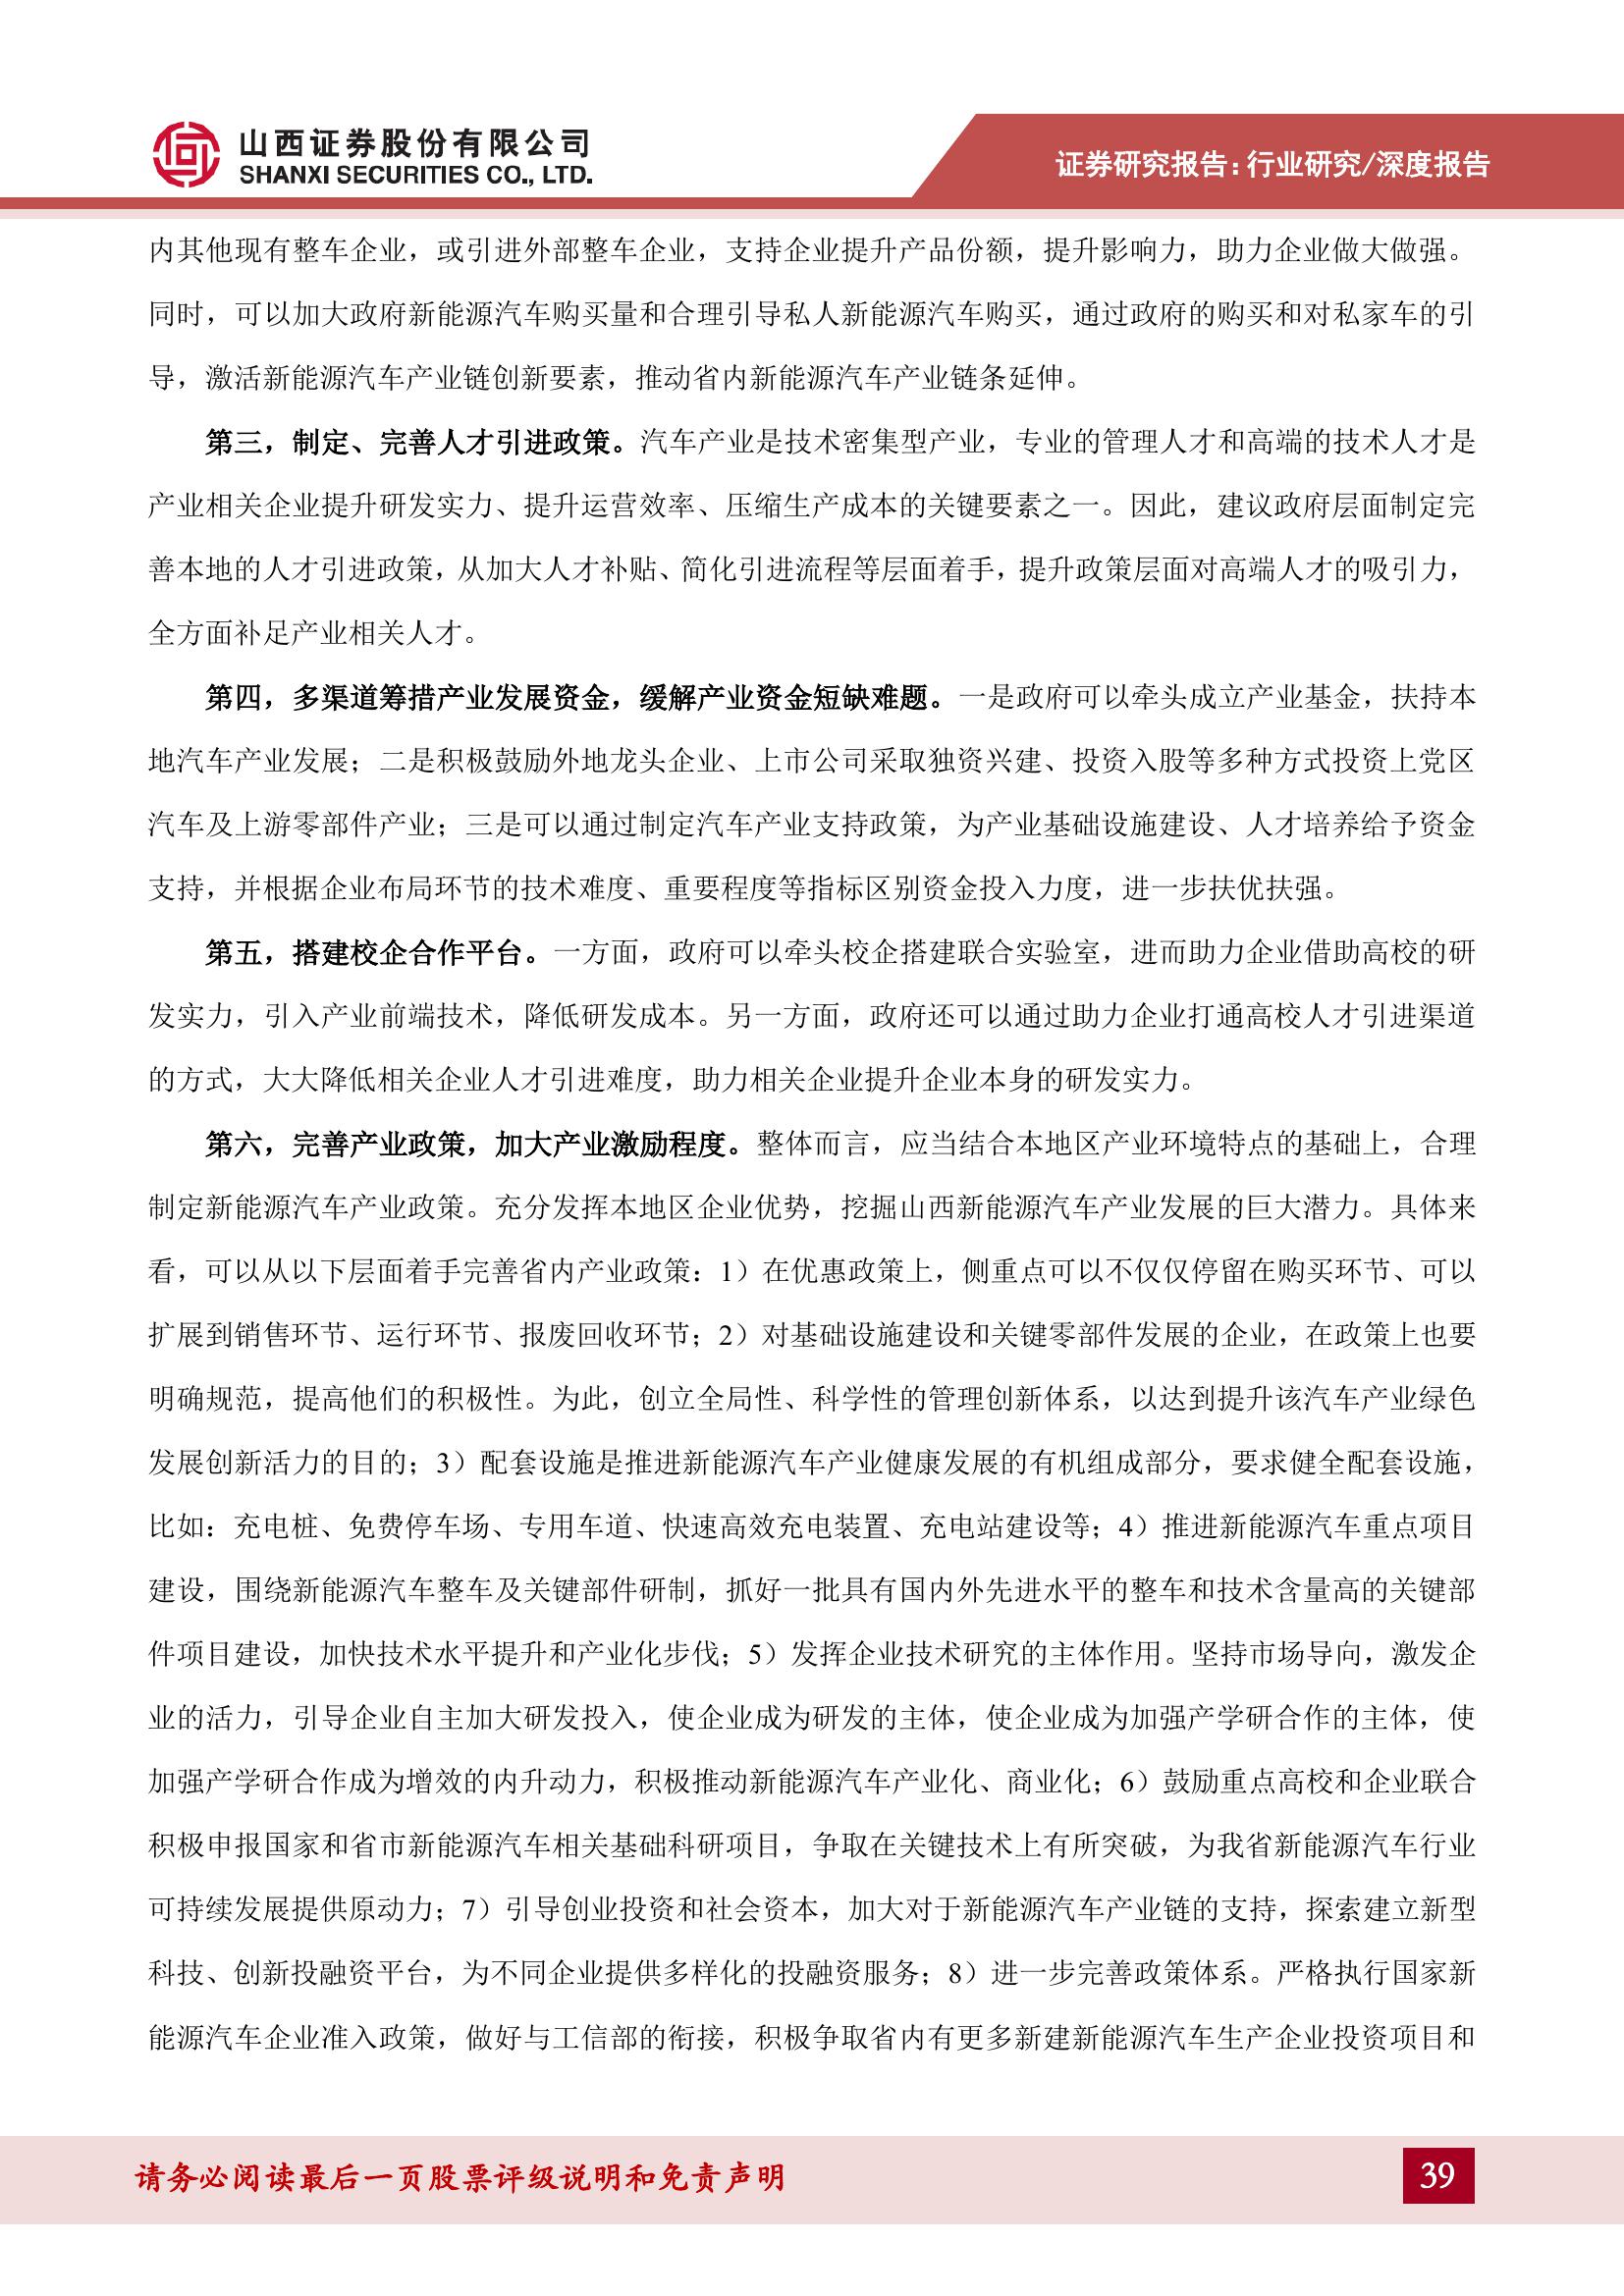 山西证券股份有限公司
SHANXI SECURITIES CO., LTD.
证券研究报告:行业研究/深度报告
内其他现有整车企业，或引进外部整车企业，支持企业提升产品份额，提升影响力，助力企业做大做强。
同时，可以加大政府新能源汽车购买量和合理引导私人新能源汽车购买，通过政府的购买和对私家车的引
导，激活新能源汽车产业链创新要素，推动省内新能源汽车产业链条延伸。
第三，制定、完善人才引进政策。汽车产业是技术密集型产业，专业的管理人才和高端的技术人才是
产业相关企业提升研发实力、提升运营效率、压缩生产成本的关键要素之一。因此，建议政府层面制定完
善本地的人才引进政策，从加大人才补贴、简化引进流程等层面着手，提升政策层面对高端人才的吸引力，
全方面补足产业相关人才。
第四，多渠道筹措产业发展资金，缓解产业资金短缺难题。一是政府可以牵头成立产业基金，扶持本
地汽车产业发展；二是积极鼓励外地龙头企业、上市公司采取独资兴建、投资入股等多种方式投资上党区
汽车及上游零部件产业；三是可以通过制定汽车产业支持政策，为产业基础设施建设、人才培养给予资金
支持，并根据企业布局环节的技术难度、重要程度等指标区别资金投入力度，进一步扶优扶强。
第五，搭建校企合作平台。一方面，政府可以牵头校企搭建联合实验室，进而助力企业借助高校的研
发实力，引入产业前端技术，降低研发成本。另一方面，政府还可以通过助力企业打通高校人才引进渠道
的方式，大大降低相关企业人才引进难度，助力相关企业提升企业本身的研发实力。
第六，完善产业政策，加大产业激励程度。整体而言，应当结合本地区产业环境特点的基础上，合理
制定新能源汽车产业政策。充分发挥本地区企业优势，挖掘山西新能源汽车产业发展的巨大潜力。具体来
看，可以从以下层面着手完善省内产业政策：1）在优惠政策上，侧重点可以不仅仅停留在购买环节、可以
扩展到销售环节、运行环节、报废回收环节；2）对基础设施建设和关键零部件发展的企业，在政策上也要
明确规范，提高他们的积极性。为此，创立全局性、科学性的管理创新体系，以达到提升该汽车产业绿色
发展创新活力的目的；3）配套设施是推进新能源汽车产业健康发展的有机组成部分，要求健全配套设施，
比如：充电桩、免费停车场、专用车道、快速高效充电装置、充电站建设等；4）推进新能源汽车重点项目
建设，围绕新能源汽车整车及关键部件研制，抓好一批具有国内外先进水平的整车和技术含量高的关键部
件项目建设，加快技术水平提升和产业化步伐；5）发挥企业技术研究的主体作用。坚持市场导向，激发企
业的活力，引导企业自主加大研发投入，使企业成为研发的主体，使企业成为加强产学研合作的主体，使
加强产学研合作成为增效的内升动力，积极推动新能源汽车产业化、商业化；6）鼓励重点高校和企业联合
积极申报国家和省市新能源汽车相关基础科研项目，争取在关键技术上有所突破，为我省新能源汽车行业
可持续发展提供原动力；7）引导创业投资和社会资本，加大对于新能源汽车产业链的支持，探索建立新型
科技、创新投融资平台，为不同企业提供多样化的投融资服务；8）进一步完善政策体系。严格执行国家新
能源汽车企业准入政策，做好与工信部的衔接，积极争取省内有更多新建新能源汽车生产企业投资项目和
请务必阅读最后一页股票评级说明和免责声明
39